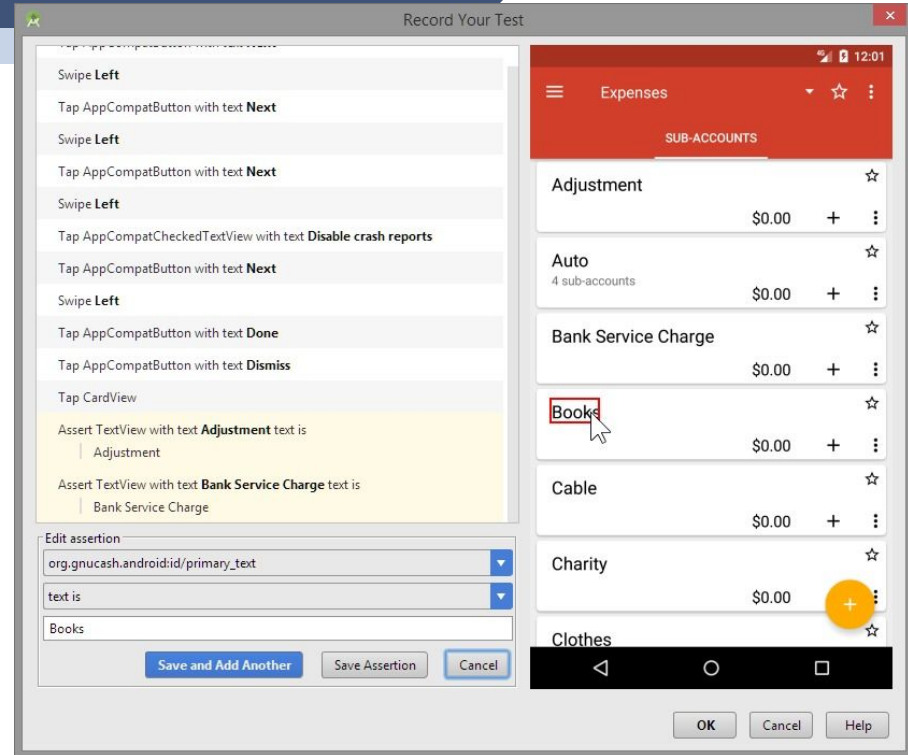 Record Your Test
Swipe Left
Tap AppCompatButton with text Next
Swipe Left
Tap AppCompatButton with text Next
Swipe Left
Tap AppCompatCheckedTextView with text Disable crash reports
Tap AppCompatButton with text Next
Swipe Left
Tap AppCompatButton with text Done
Tap AppCompatButton with text Dismiss
Tap CardView
Assert TextView with text Adjustment text is
Adjustment
Assert TextView with text Bank Service Charge text is
Bank Service Charge
Edit assertion
org.gnucash.android:id/primary_text
text is
Books
Save and Add Another Save Assertion Cancel
12:01
Expenses
SUB-ACCOUNTS
Adjustment
$0.00
Auto
4 sub-accounts
$0.00
Bank Service Charge
$0.00
Books
$0.00
Cable
$0.00
Charity
$0.00
Clothes
OK Cancel Help